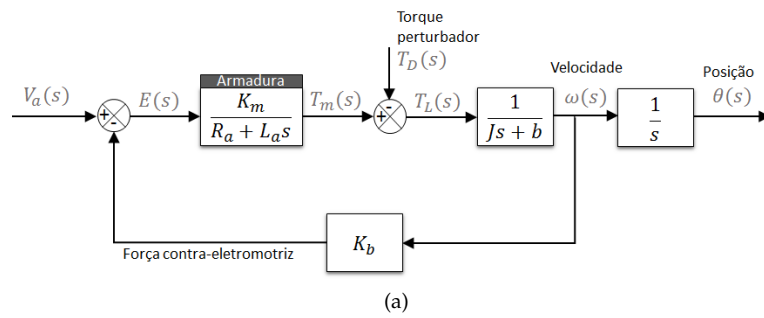 Torque
perturbador
T_D(s)
Armadura
Velocidade
Posição
V_a(s)
+
-
E(s)
K_m
R_a + L_a s
T_m(s)
+
-
T_L(s)
1
Js + b
ω(s)
1
s
θ(s)
K_b
Força contra-eletromotriz
(a)